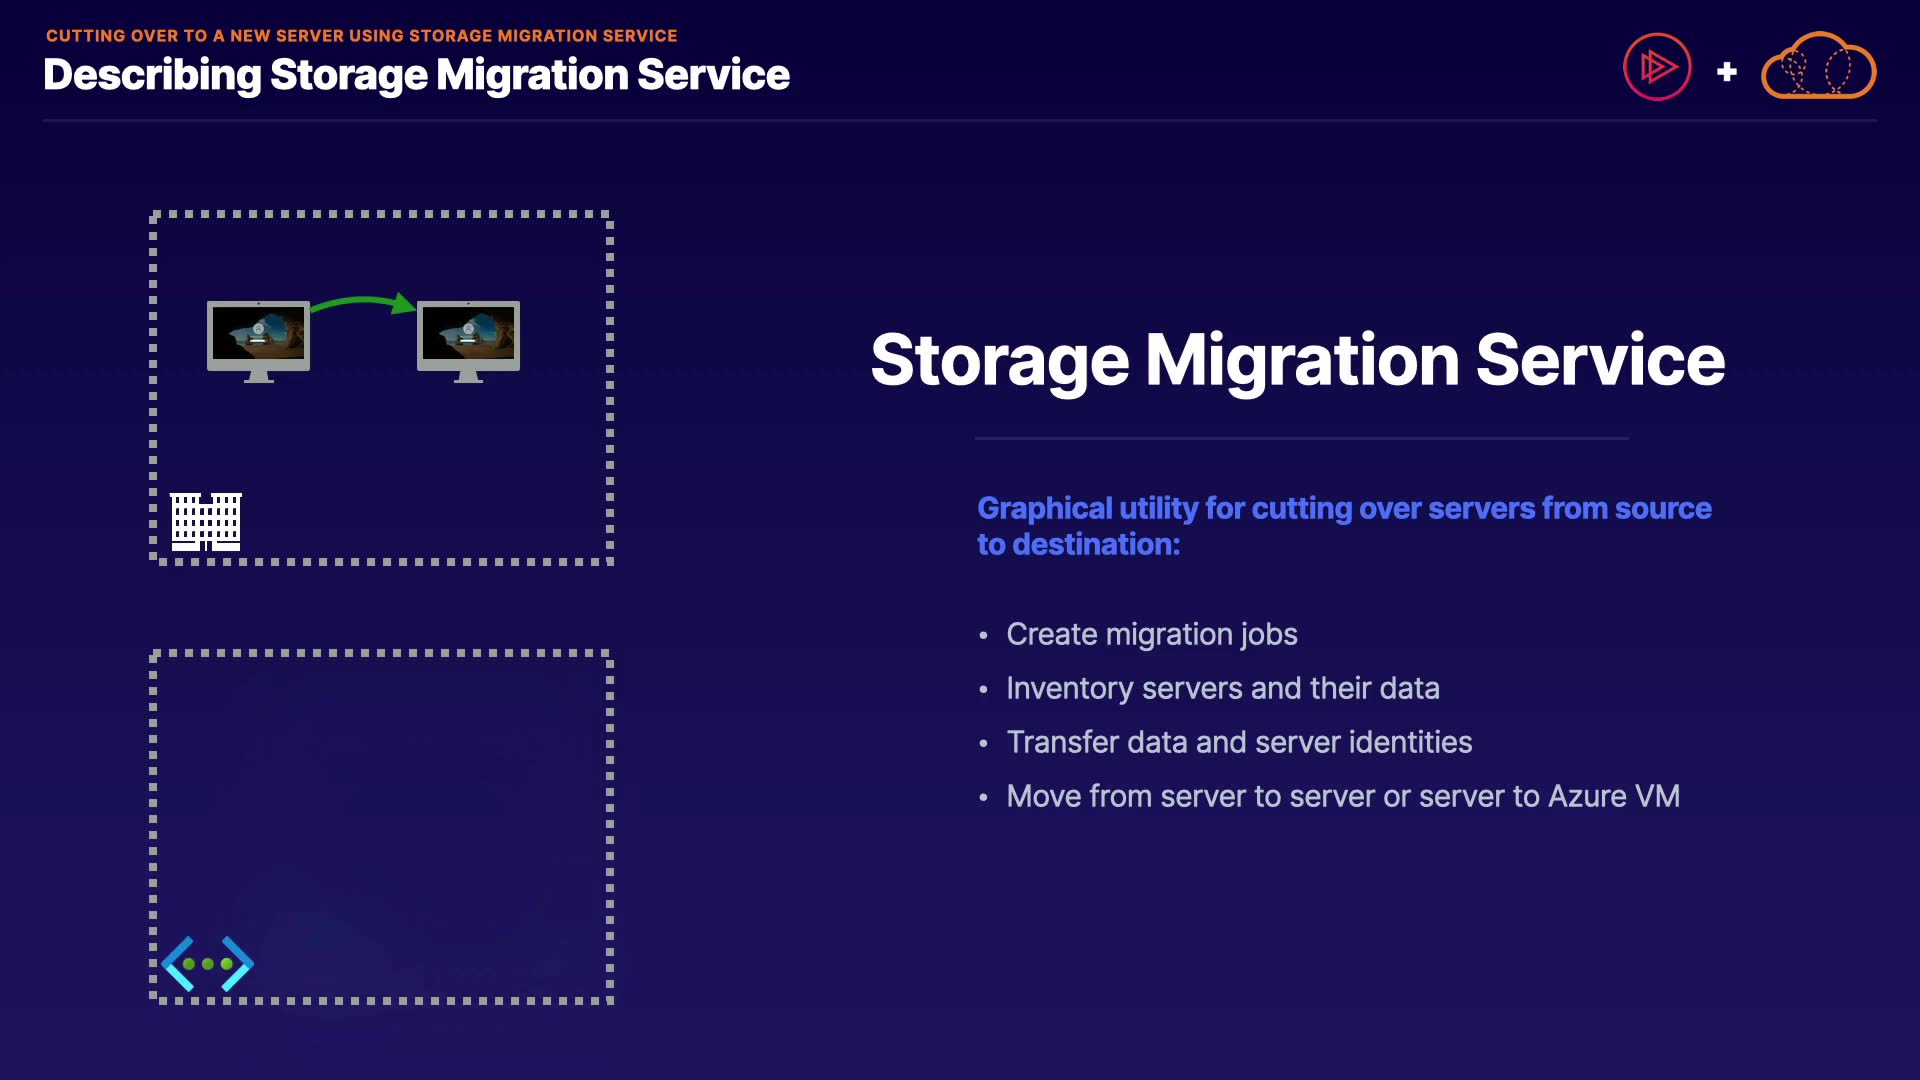 CUTTING OVER TO A NEW SERVER USING STORAGE MIGRATION SERVICE
Describing Storage Migration Service
Storage Migration Service
Graphical utility for cutting over servers from source
to destination:
• Create migration jobs
• Inventory servers and their data
• Transfer data and server identities
• Move from server to server or server to Azure VM